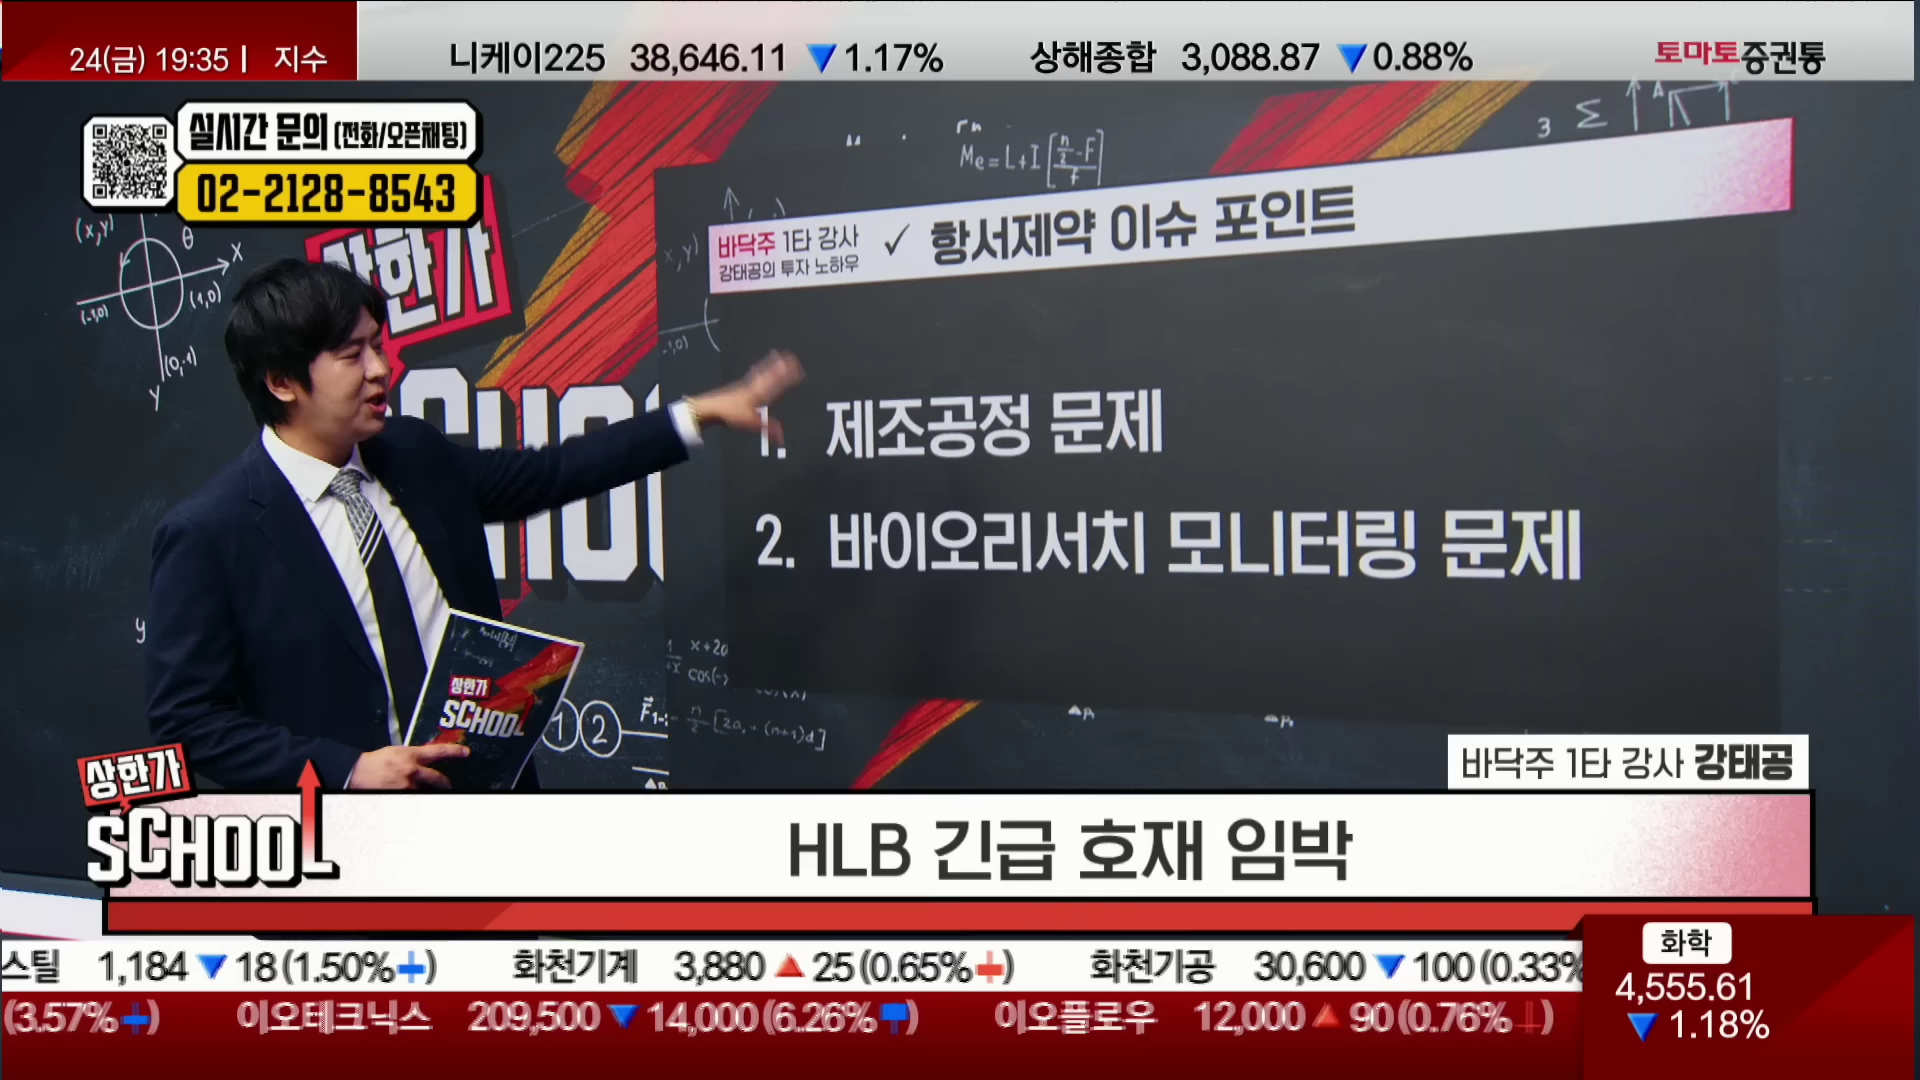 24(금) 19:35 | 지수
니케이225 38,646.11 ▼1.17% 상해종합 3,088.87 ▼0.88%
토마토증권통
실시간 문의 (전화/오픈채팅)
02-2128-8543
바닥주 1타 강사
강태공의 투자 노하우
✓ 항서제약 이슈 포인트
1. 제조공정 문제
2. 바이오리서치 모니터링 문제
상한가
SCHOOL
상한가
SCHOOL
바닥주 1타 강사 강태공
상한가
SCHOOL
HLB 긴급 호재 임박
스틸 1,184 ▼18(1.50%) 화천기계 3,880 ▲25(0.65%) 화천기공 30,600 ▼100(0.33%
(3.57%) 이오테크닉스 209,500 ▼14,000(6.26%) 이오플로우 12,000 ▲90(0.76%)
화학
4,555.61
▼1.18%